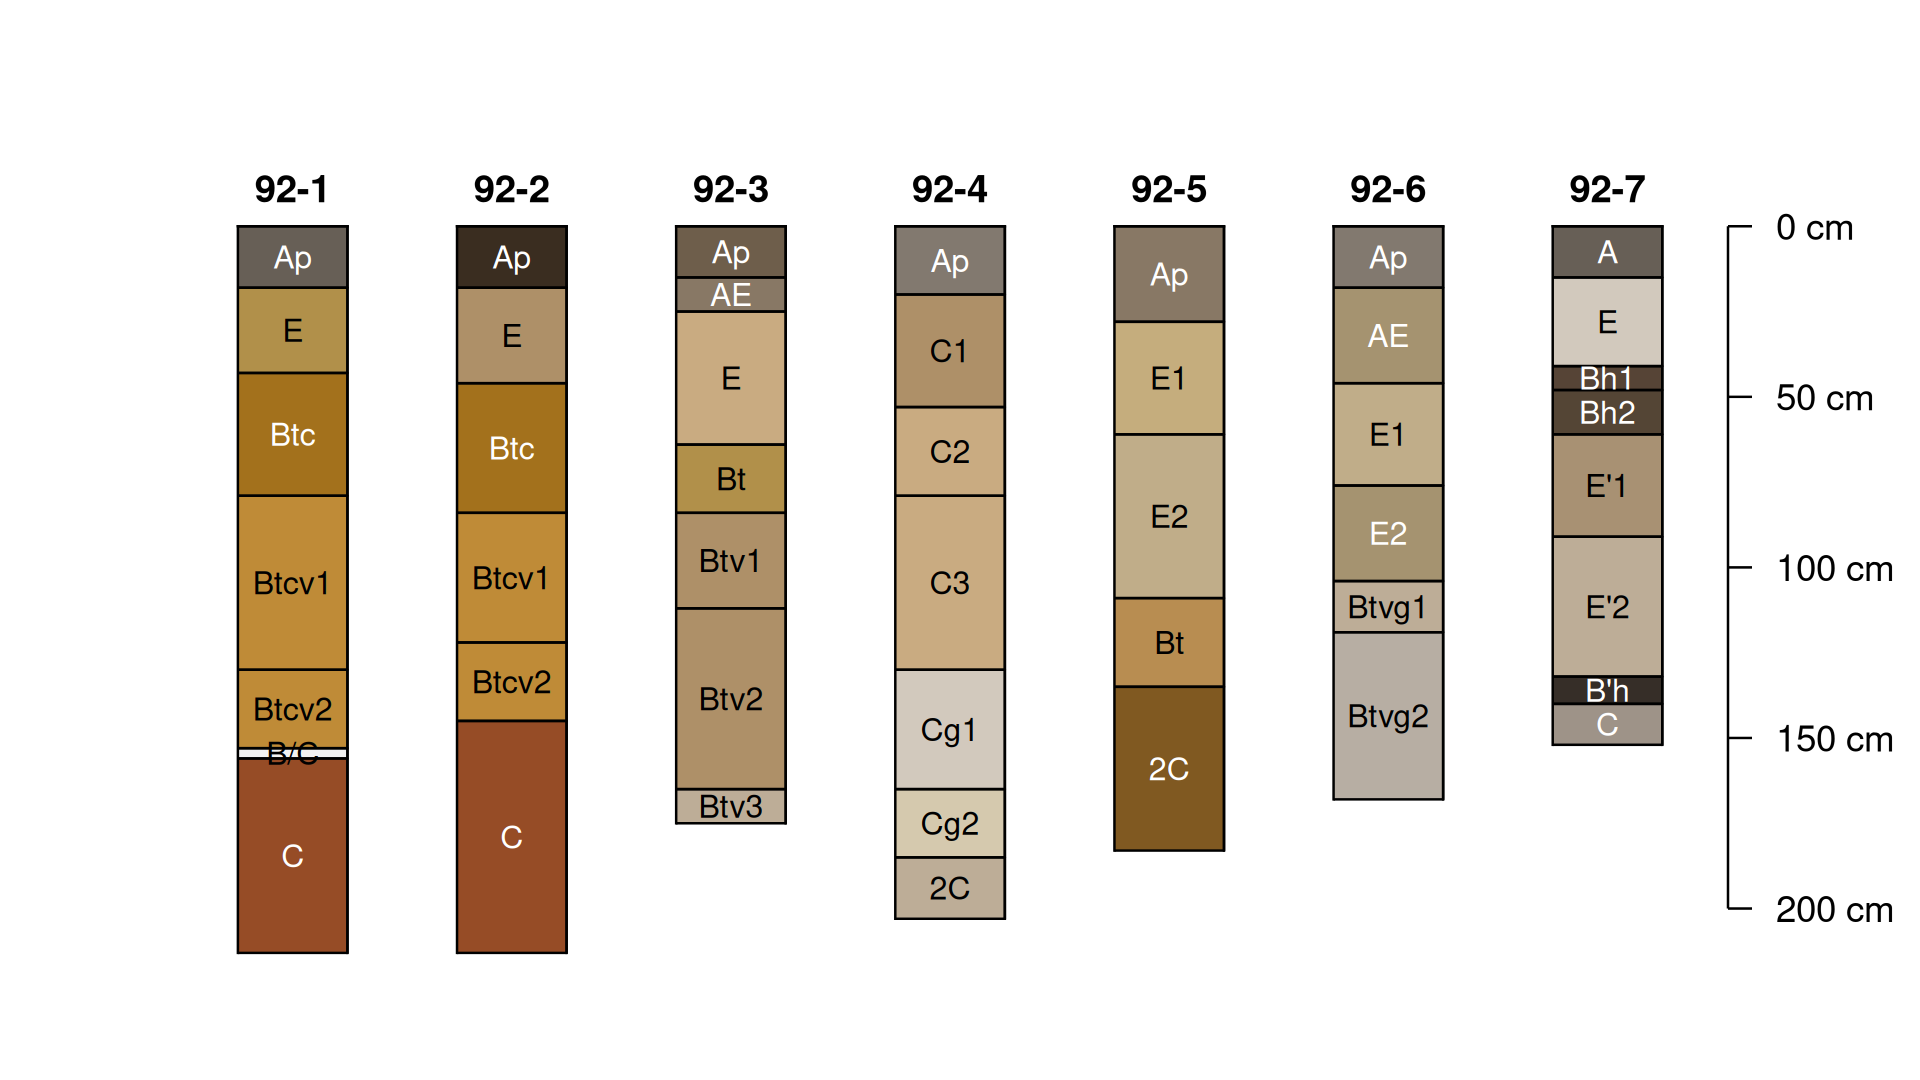 92-1 92-2 92-3 92-4 92-5 92-6 92-7
Ap
E
Btc
Btcv1
Btcv2
B/C
C
Ap
E
Btc
Btcv1
Btcv2
C
Ap
AE
E
Bt
Btv1
Btv2
Btv3
Ap
C1
C2
C3
Cg1
Cg2
2C
Ap
E1
E2
Bt
2C
Ap
AE
E1
E2
Btvg1
Btvg2
A
E
Bh1
Bh2
E'1
E'2
B'h
C
0 cm
50 cm
100 cm
150 cm
200 cm